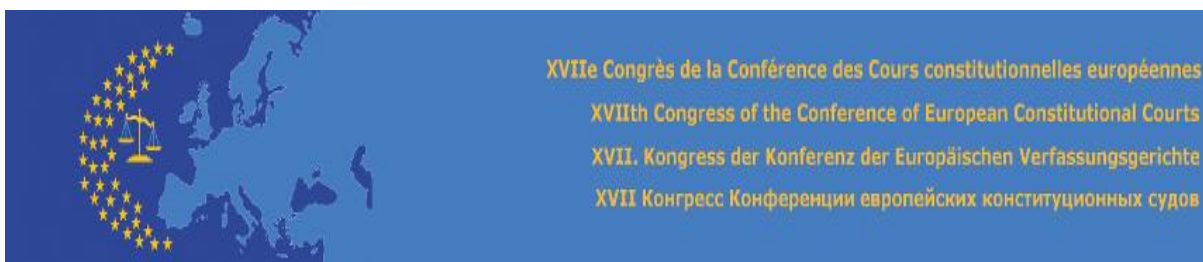 XVIIe Congrès de la Conférence des Cours constitutionnelles européennes
XVIIth Congress of the Conference of European Constitutional Courts
XVII. Kongress der Konferenz der Europäischen Verfassungsgerichte
XVII Конгресс Конференции европейских конституционных судов